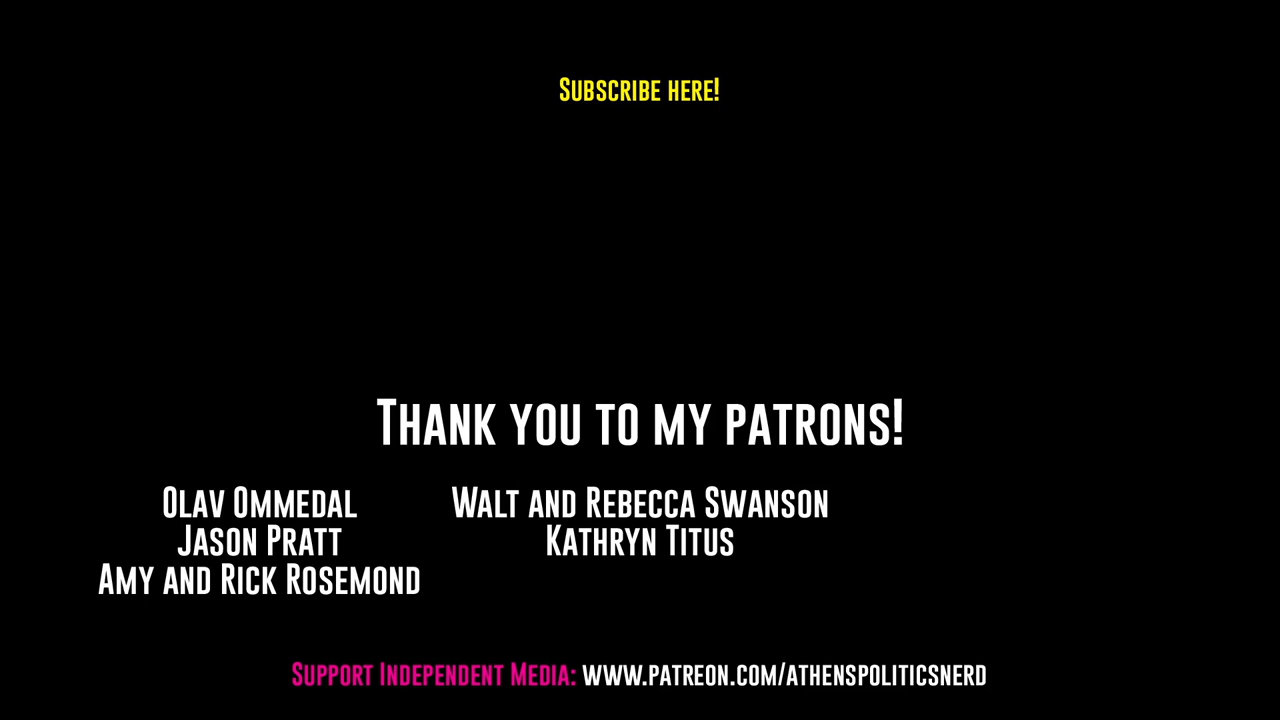 Subscribe here!
Thank you to my patrons!
Olav Ommedal
Jason Pratt
Amy and Rick Rosemond
Walt and Rebecca Swanson
Kathryn Titus
Support Independent Media: www.patreon.com/athenspoliticsnerd